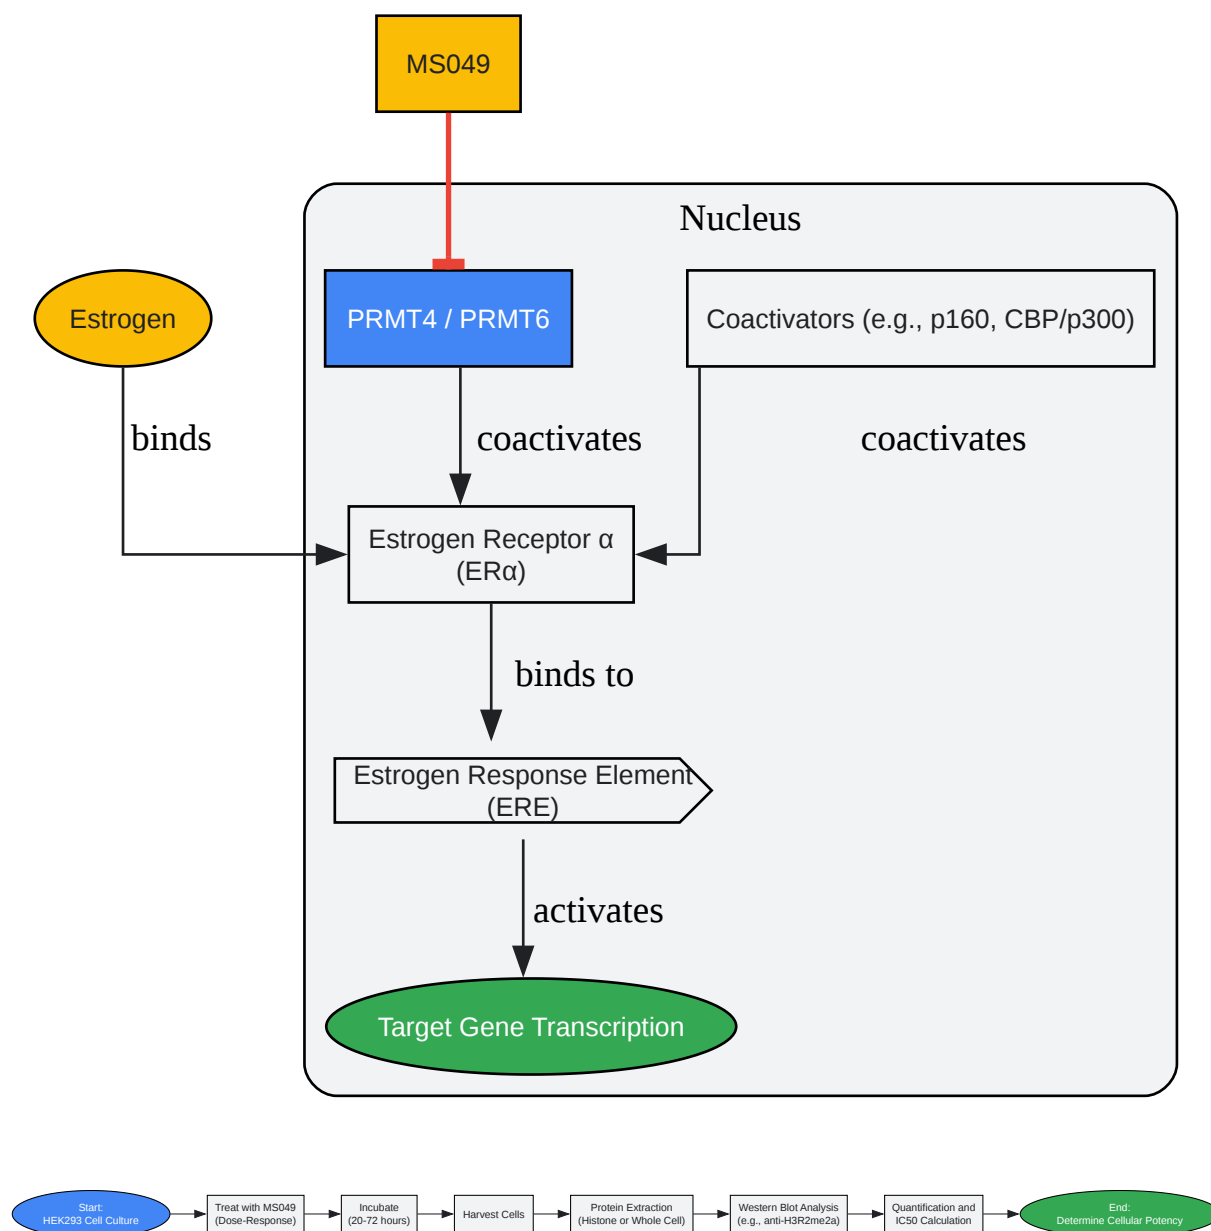 MS049
Nucleus
Estrogen
PRMT4 / PRMT6
Coactivators (e.g., p160, CBP/p300)
binds
coactivates
coactivates
Estrogen Receptor α
(ERα)
binds to
Estrogen Response Element
(ERE)
activates
Target Gene Transcription
Start:
HEK293 Cell Culture
Treat with MS049
(Dose-Response)
Incubate
(20-72 hours)
Harvest Cells
Protein Extraction
(Histone or Whole Cell)
Western Blot Analysis
(e.g., anti-H3R2me2a)
Quantification and
IC50 Calculation
End:
Determine Cellular Potency